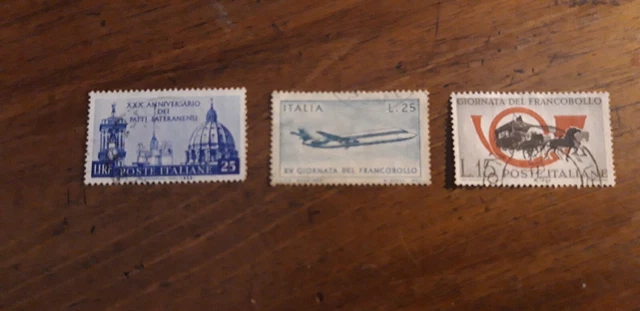 XXX ANNIVERSARIO
DEI
PATTI LATERANENSI
LIRE
POSTE ITALIANE
25
ITALIA
L. 25
XV GIORNATA DEL FRANCOBOLLO
GIORNATA DEL FRANCOBOLLO
L.15
POSTE ITALIANE